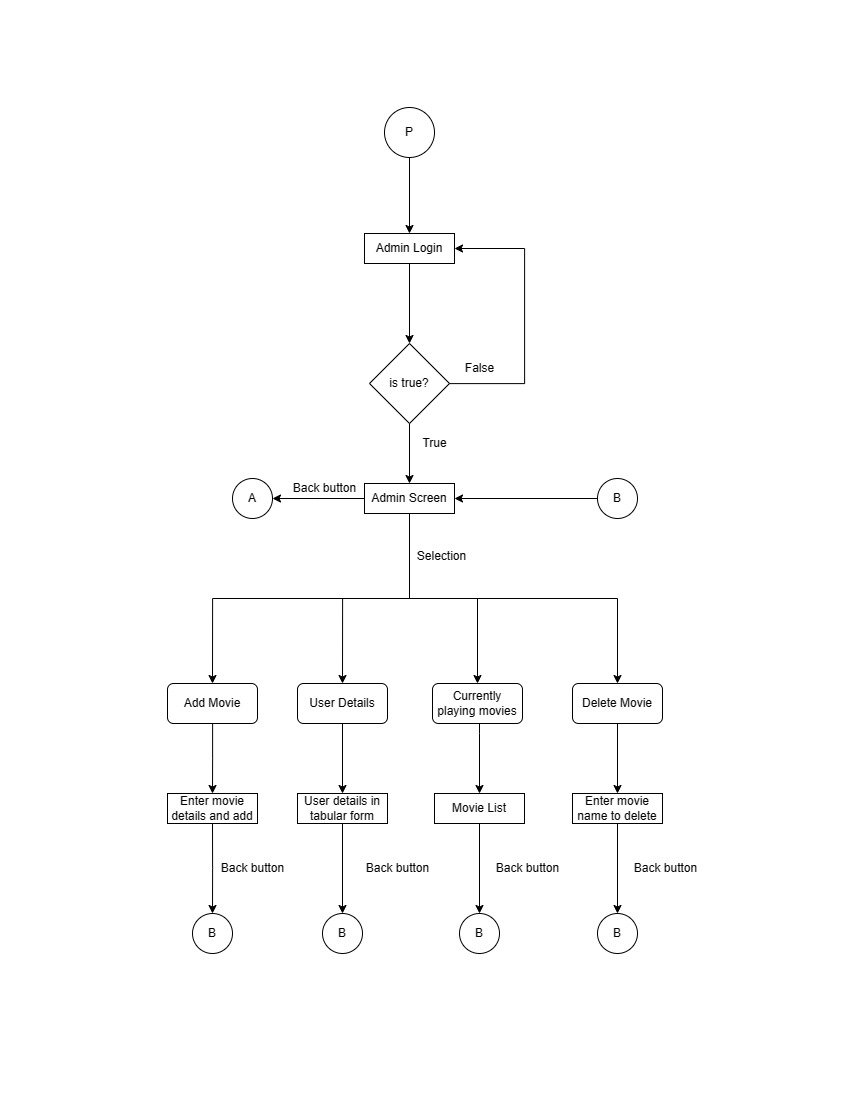 P
Admin Login
is true?
False
True
A
Back button
Admin Screen
B
Selection
Add Movie
User Details
Currently
playing movies
Delete Movie
Enter movie
details and add
User details in
tabular form
Movie List
Enter movie
name to delete
Back button
Back button
Back button
Back button
B
B
B
B